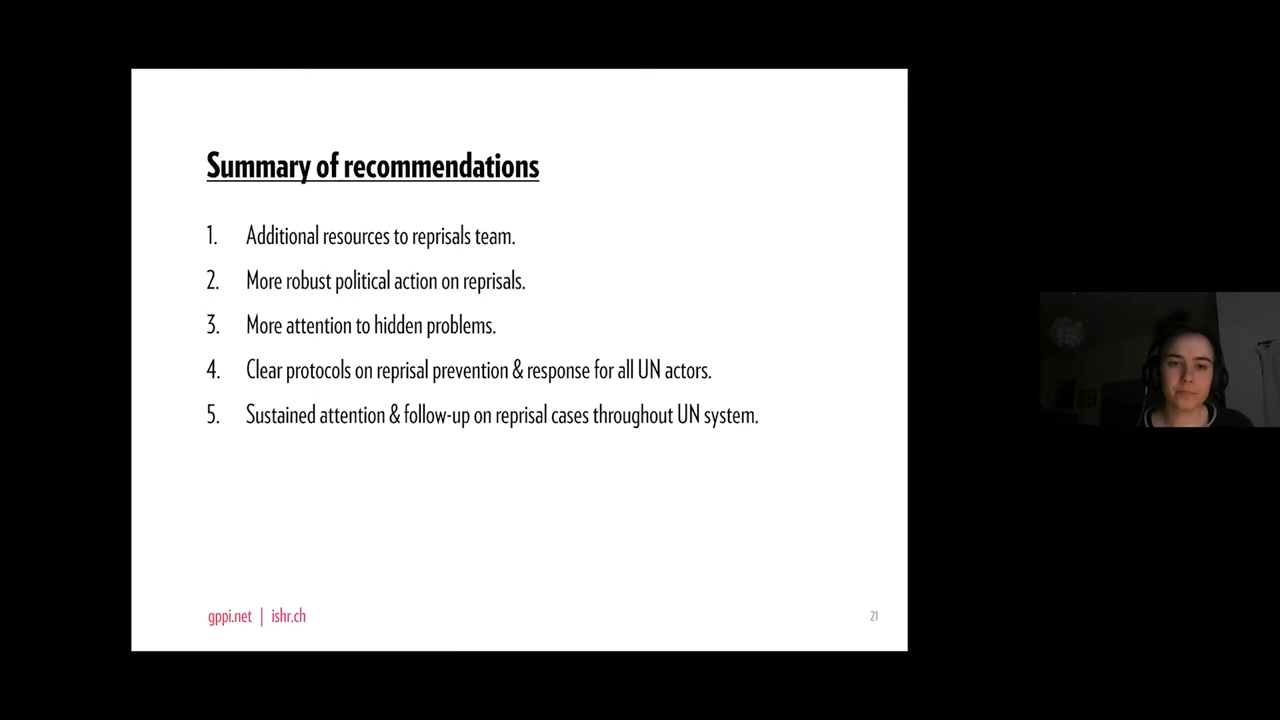 Summary of recommendations
1. Additional resources to reprisals team.
2. More robust political action on reprisals.
3. More attention to hidden problems.
4. Clear protocols on reprisal prevention & response for all UN actors.
5. Sustained attention & follow-up on reprisal cases throughout UN system.
gppi.net | ishr.ch
21